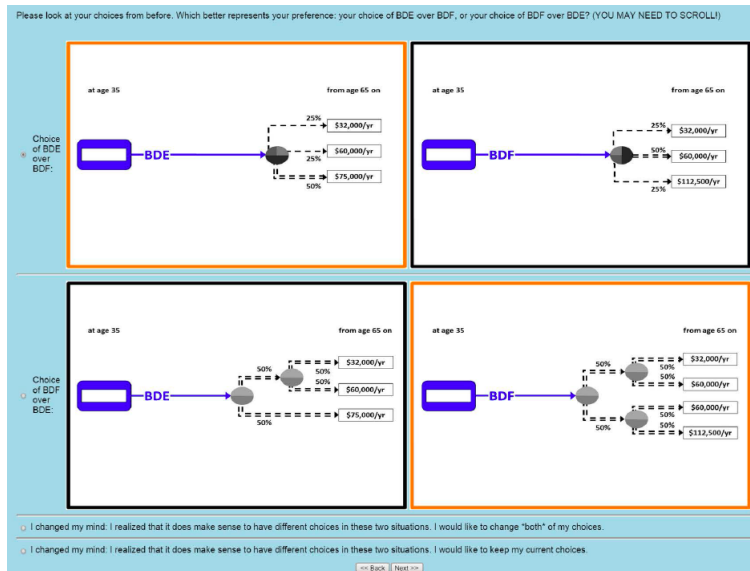 Please look at your choices from before. Which better represents your preference: your choice of BDE over BDF, or your choice of BDF over BDE? (YOU MAY NEED TO SCROLL!)
Choice
of BDE
over
BDF:
at age 35
from age 65 on
BDE
25%
$32,000/yr
25%
$60,000/yr
50%
$75,000/yr
at age 35
from age 65 on
BDF
25%
$32,000/yr
50%
$60,000/yr
25%
$112,500/yr
Choice
of BDF
over
BDE:
at age 35
from age 65 on
BDE
50%
50%
50%
$32,000/yr
50%
$60,000/yr
50%
$75,000/yr
at age 35
from age 65 on
BDF
50%
50%
50%
$32,000/yr
50%
$60,000/yr
50%
50%
$60,000/yr
50%
$112,500/yr
I changed my mind: I realized that it does make sense to have different choices in these two situations. I would like to change *both* of my choices.
I changed my mind: I realized that it does make sense to have different choices in these two situations. I would like to keep my current choices.
<< Back Next >>